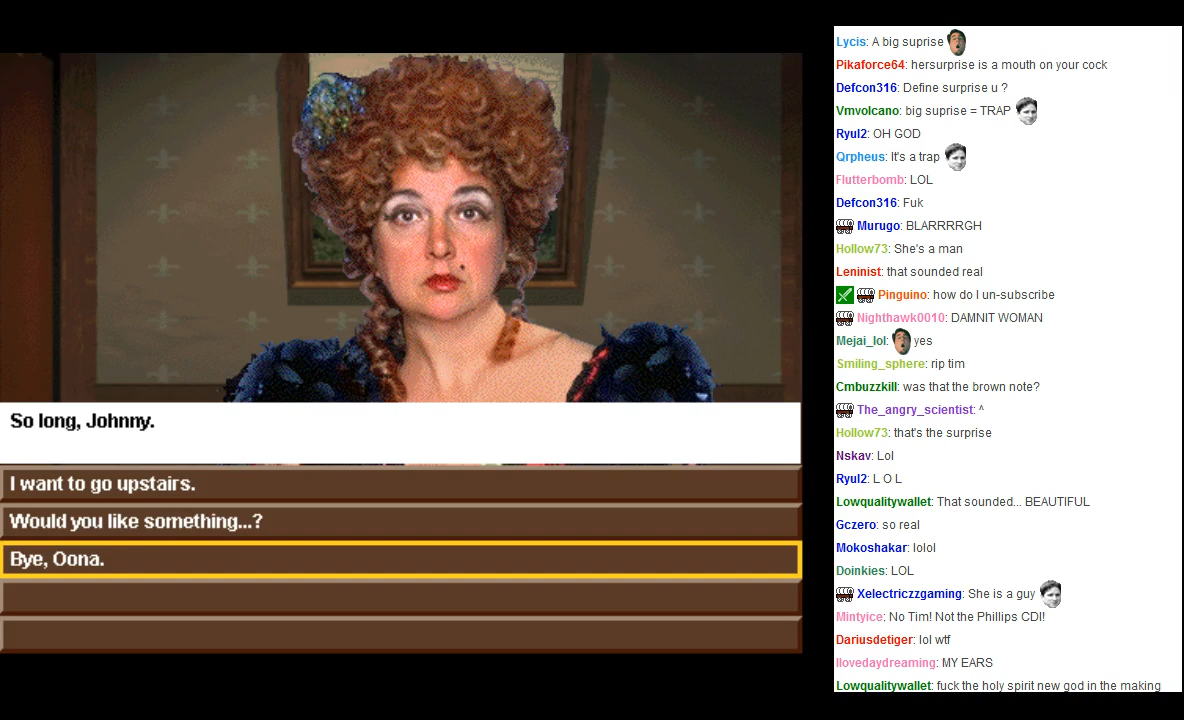 So long, Johnny.
I want to go upstairs.
Would you like something...?
Bye, Oona.
Lycis: A big suprise
Pikaforce64: hersurprise is a mouth on your cock
Defcon316: Define surprise u ?
Vmvolcano: big suprise = TRAP
Ryul2: OH GOD
Qrpheus: It's a trap
Flutterbomb: LOL
Defcon316: Fuk
Murugo: BLARRRRGH
Hollow73: She's a man
Leninist: that sounded real
Pinguino: how do I un-subscribe
Nighthawk0010: DAMNIT WOMAN
Mejai_lol: yes
Smiling_sphere: rip tim
Cmbuzzkill: was that the brown note?
The_angry_scientist: ^
Hollow73: that's the surprise
Nskav: Lol
Ryul2: L O L
Lowqualitywallet: That sounded... BEAUTIFUL
Gczero: so real
Mokoshakar: lolol
Doinkies: LOL
Xelectriczzgaming: She is a guy
Mintyice: No Tim! Not the Phillips CDI!
Dariusdetiger: lol wtf
Ilovedaydreaming: MY EARS
Lowqualitywallet: fuck the holy spirit new god in the making